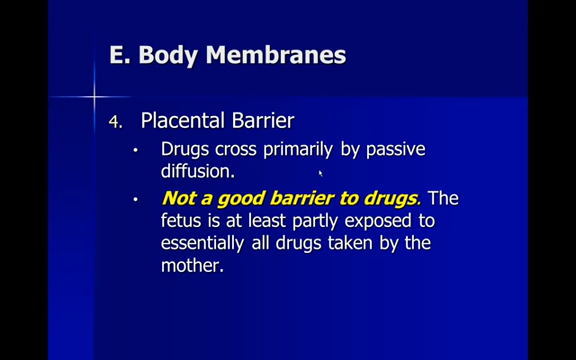 E. Body Membranes
4. Placental Barrier
• Drugs cross primarily by passive
diffusion.
• Not a good barrier to drugs. The
fetus is at least partly exposed to
essentially all drugs taken by the
mother.